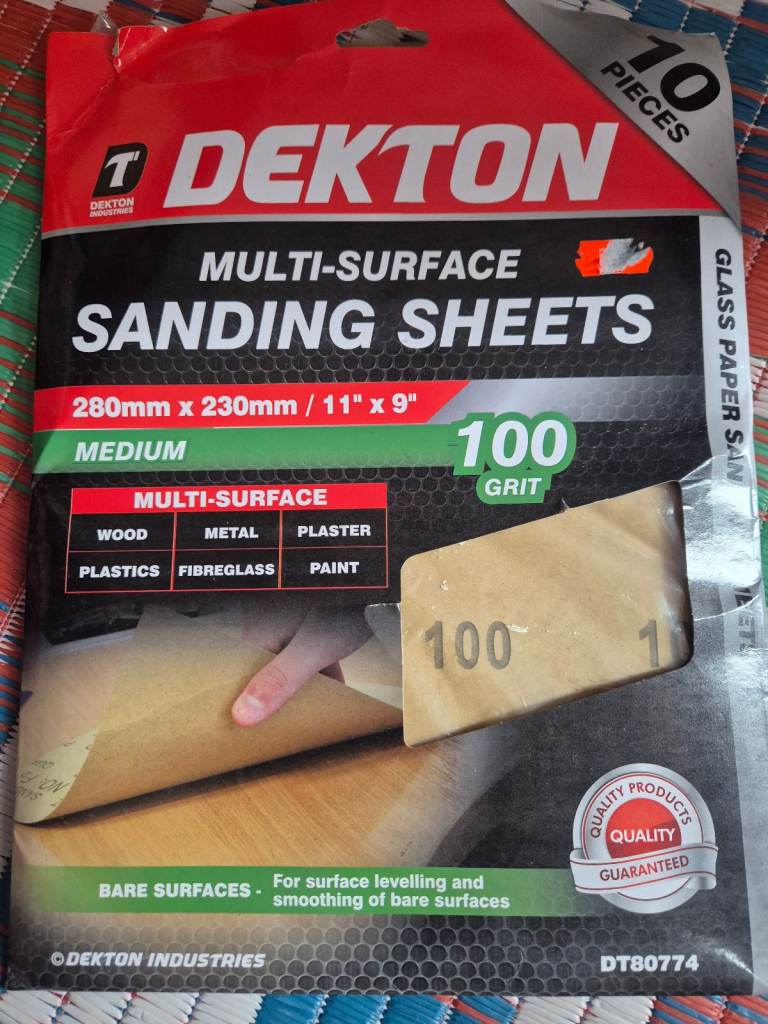 10
PIECES
T
DEKTON
INDUSTRIES
DEKTON
MULTI-SURFACE
SANDING SHEETS
280mm x 230mm / 11" x 9"
MEDIUM
100
GRIT
MULTI-SURFACE
WOOD METAL PLASTER
PLASTICS FIBREGLASS PAINT
100 1
QUALITY PRODUCTS
QUALITY
GUARANTEED
BARE SURFACES - For surface levelling and
smoothing of bare surfaces
© DEKTON INDUSTRIES
DT80774
GLASS PAPER